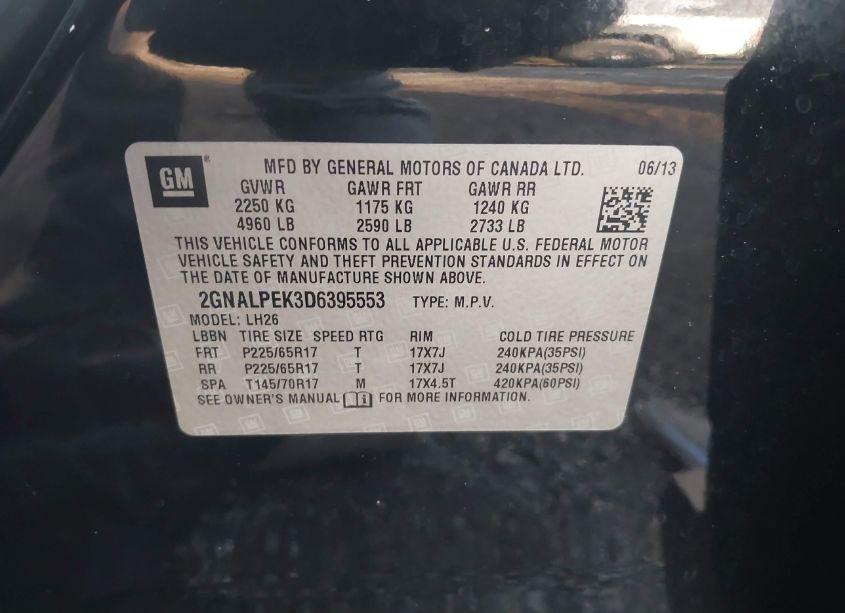 GM ® MFD BY GENERAL MOTORS OF CANADA LTD. 06/13
GVWR GAWR FRT GAWR RR
2250 KG 1175 KG 1240 KG
4960 LB 2590 LB 2733 LB
THIS VEHICLE CONFORMS TO ALL APPLICABLE U.S. FEDERAL MOTOR
VEHICLE SAFETY AND THEFT PREVENTION STANDARDS IN EFFECT ON
THE DATE OF MANUFACTURE SHOWN ABOVE.
2GNALPEK3D6395553 TYPE: M.P.V.
MODEL: LH26
LBBN TIRE SIZE SPEED RTG RIM COLD TIRE PRESSURE
FRT P225/65R17 T 17X7J 240KPA(35PSI)
RR P225/65R17 T 17X7J 240KPA(35PSI)
SPA T145/70R17 M 17X4.5T 420KPA(60PSI)
SEE OWNER'S MANUAL FOR MORE INFORMATION.